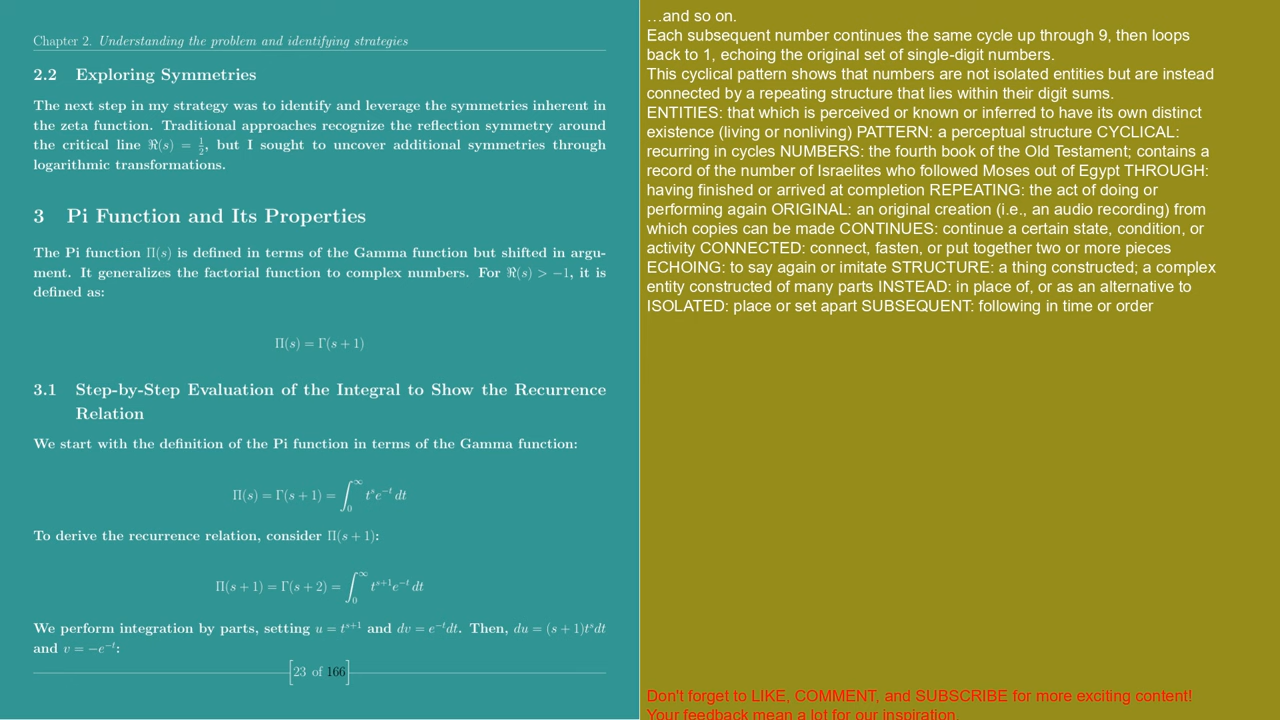 Chapter 2. Understanding the problem and identifying strategies
2.2 Exploring Symmetries
The next step in my strategy was to identify and leverage the symmetries inherent in
the zeta function. Traditional approaches recognize the reflection symmetry around
the critical line ℜ(s) = 1/2, but I sought to uncover additional symmetries through
logarithmic transformations.
3 Pi Function and Its Properties
The Pi function Π(s) is defined in terms of the Gamma function but shifted in argu-
ment. It generalizes the factorial function to complex numbers. For ℜ(s) > −1, it is
defined as:
Π(s) = Γ(s + 1)
3.1 Step-by-Step Evaluation of the Integral to Show the Recurrence
Relation
We start with the definition of the Pi function in terms of the Gamma function:
Π(s) = Γ(s + 1) = ∫₀^∞ t^s e^{−t} dt
To derive the recurrence relation, consider Π(s + 1):
Π(s + 1) = Γ(s + 2) = ∫₀^∞ t^{s+1} e^{−t} dt
We perform integration by parts, setting u = t^{s+1} and dv = e^{−t}dt. Then, du = (s + 1)t^s dt
and v = −e^{−t}:
[23 of 166]
…and so on.
Each subsequent number continues the same cycle up through 9, then loops
back to 1, echoing the original set of single-digit numbers.
This cyclical pattern shows that numbers are not isolated entities but are instead
connected by a repeating structure that lies within their digit sums.
ENTITIES: that which is perceived or known or inferred to have its own distinct
existence (living or nonliving) PATTERN: a perceptual structure CYCLICAL:
recurring in cycles NUMBERS: the fourth book of the Old Testament; contains a
record of the number of Israelites who followed Moses out of Egypt THROUGH:
having finished or arrived at completion REPEATING: the act of doing or
performing again ORIGINAL: an original creation (i.e., an audio recording) from
which copies can be made CONTINUES: continue a certain state, condition, or
activity CONNECTED: connect, fasten, or put together two or more pieces
ECHOING: to say again or imitate STRUCTURE: a thing constructed; a complex
entity constructed of many parts INSTEAD: in place of, or as an alternative to
ISOLATED: place or set apart SUBSEQUENT: following in time or order
Don't forget to LIKE, COMMENT, and SUBSCRIBE for more exciting content!
Your feedback mean a lot for our inspiration.